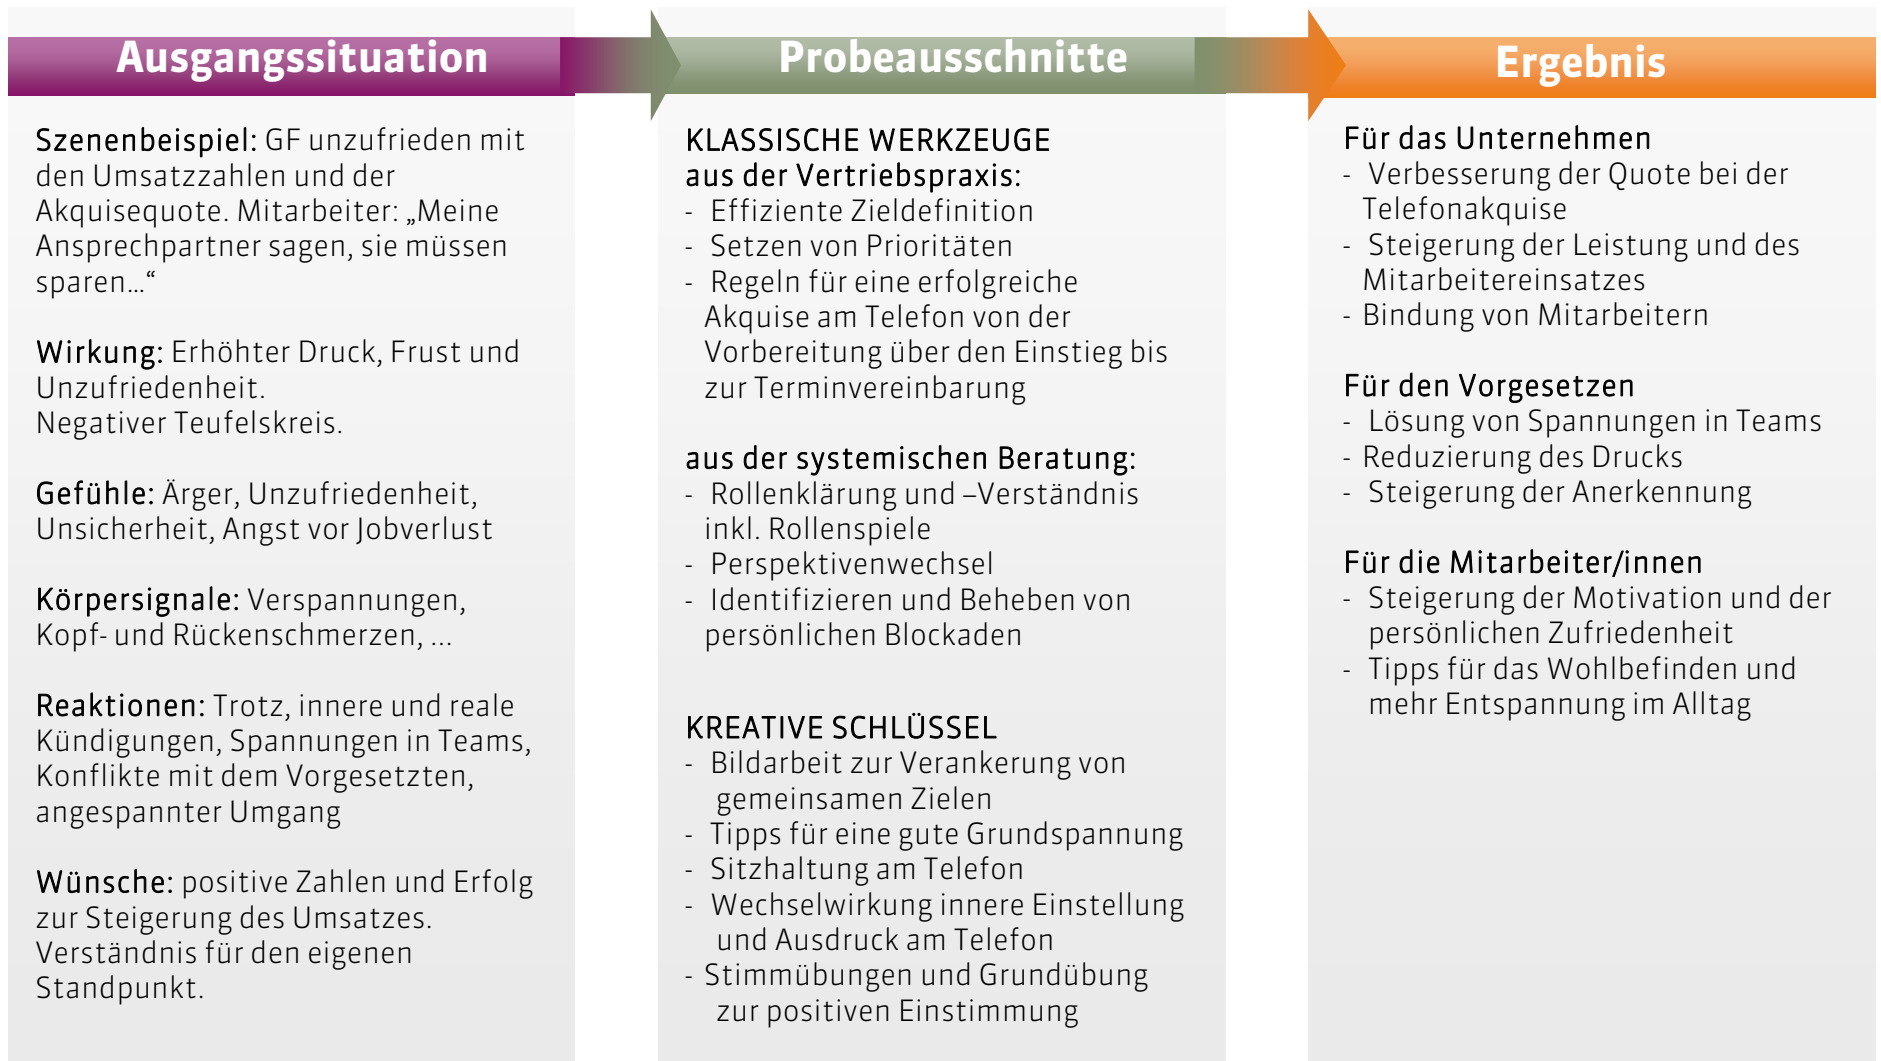 Ausgangssituation
Szenenbeispiel: GF unzufrieden mit
den Umsatzzahlen und der
Akquisequote. Mitarbeiter: „Meine
Ansprechpartner sagen, sie müssen
sparen…“
Wirkung: Erhöhter Druck, Frust und
Unzufriedenheit.
Negativer Teufelskreis.
Gefühle: Ärger, Unzufriedenheit,
Unsicherheit, Angst vor Jobverlust
Körpersignale: Verspannungen,
Kopf- und Rückenschmerzen, …
Reaktionen: Trotz, innere und reale
Kündigungen, Spannungen in Teams,
Konflikte mit dem Vorgesetzten,
angespannter Umgang
Wünsche: positive Zahlen und Erfolg
zur Steigerung des Umsatzes.
Verständnis für den eigenen
Standpunkt.
Probeausschnitte
KLASSISCHE WERKZEUGE
aus der Vertriebspraxis:
- Effiziente Zieldefinition
- Setzen von Prioritäten
- Regeln für eine erfolgreiche
Akquise am Telefon von der
Vorbereitung über den Einstieg bis
zur Terminvereinbarung
aus der systemischen Beratung:
- Rollenklärung und –Verständnis
inkl. Rollenspiele
- Perspektivenwechsel
- Identifizieren und Beheben von
persönlichen Blockaden
KREATIVE SCHLÜSSEL
- Bildarbeit zur Verankerung von
gemeinsamen Zielen
- Tipps für eine gute Grundspannung
- Sitzhaltung am Telefon
- Wechselwirkung innere Einstellung
und Ausdruck am Telefon
- Stimmübungen und Grundübung
zur positiven Einstimmung
Ergebnis
Für das Unternehmen
- Verbesserung der Quote bei der
Telefonakquise
- Steigerung der Leistung und des
Mitarbeitereinsatzes
- Bindung von Mitarbeitern
Für den Vorgesetzen
- Lösung von Spannungen in Teams
- Reduzierung des Drucks
- Steigerung der Anerkennung
Für die Mitarbeiter/innen
- Steigerung der Motivation und der
persönlichen Zufriedenheit
- Tipps für das Wohlbefinden und
mehr Entspannung im Alltag